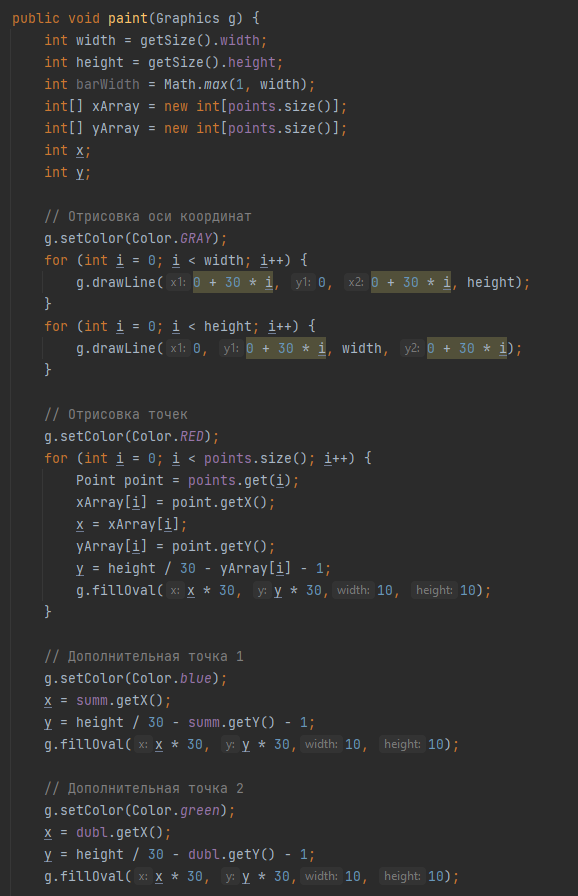 public void paint(Graphics g) {
int width = getSize().width;
int height = getSize().height;
int barWidth = Math.max(1, width);
int[] xArray = new int[points.size()];
int[] yArray = new int[points.size()];
int x;
int y;
// Отрисовка оси координат
g.setColor(Color.GRAY);
for (int i = 0; i < width; i++) {
g.drawLine( x1: 0 + 30 * i, y1: 0, x2: 0 + 30 * i, height);
}
for (int i = 0; i < height; i++) {
g.drawLine( x1: 0, y1: 0 + 30 * i, width, y2: 0 + 30 * i);
}
// Отрисовка точек
g.setColor(Color.RED);
for (int i = 0; i < points.size(); i++) {
Point point = points.get(i);
xArray[i] = point.getX();
x = xArray[i];
yArray[i] = point.getY();
y = height / 30 - yArray[i] - 1;
g.fillOval( x: x * 30, y: y * 30, width: 10, height: 10);
}
// Дополнительная точка 1
g.setColor(Color.blue);
x = summ.getX();
y = height / 30 - summ.getY() - 1;
g.fillOval( x: x * 30, y: y * 30, width: 10, height: 10);
// Дополнительная точка 2
g.setColor(Color.green);
x = dubl.getX();
y = height / 30 - dubl.getY() - 1;
g.fillOval( x: x * 30, y: y * 30, width: 10, height: 10);